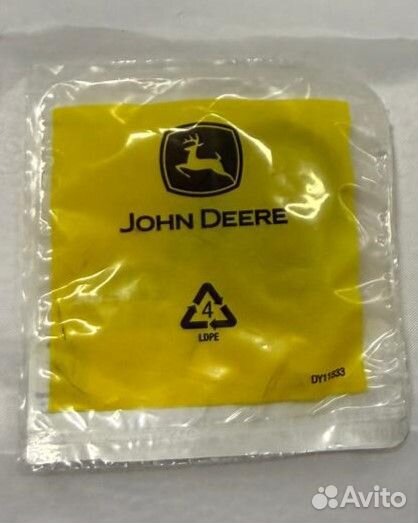 JOHN DEERE
4
LDPE
DY11833
Avito